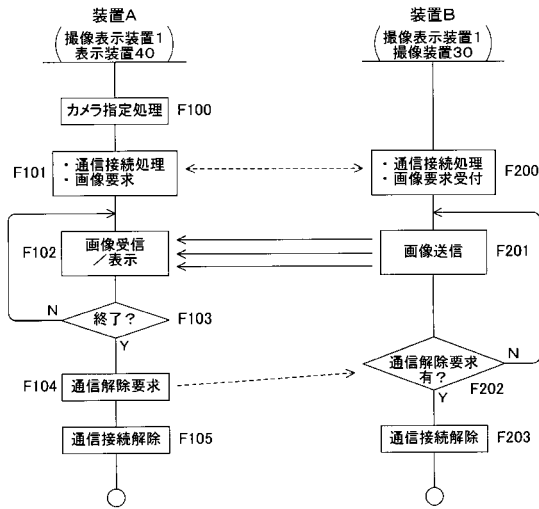 装置A
(撮像表示装置1
表示装置40)
カメラ指定処理
F100
・通信接続処理
・画像要求
F101
画像受信
/表示
F102
N
終了?
F103
Y
通信解除要求
F104
通信接続解除
F105
装置B
(撮像表示装置1
撮像装置30)
・通信接続処理
・画像要求受付
F200
画像送信
F201
通信解除要求
有?
N
F202
Y
通信接続解除
F203